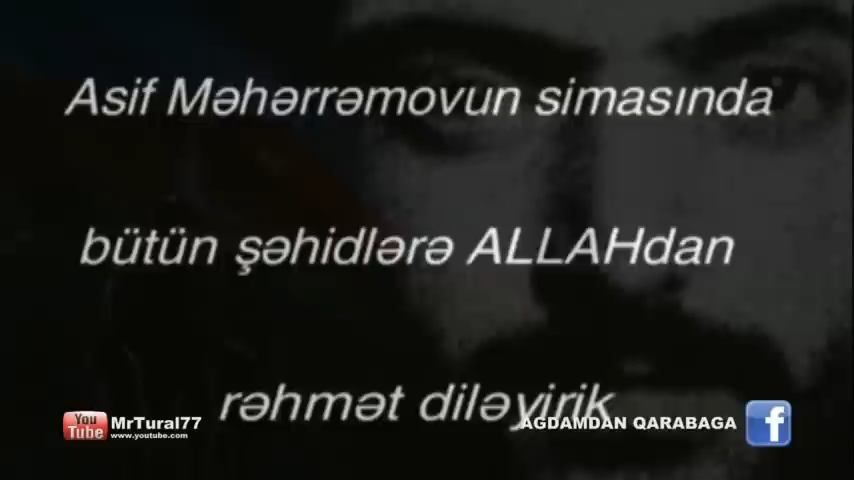 Asif Məhərrəmovun simasında
bütün şəhidlərə ALLAHdan
rəhmət diləyirik
You Tube MrTural77
www.youtube.com
AGDAMDAN QARABAGA f